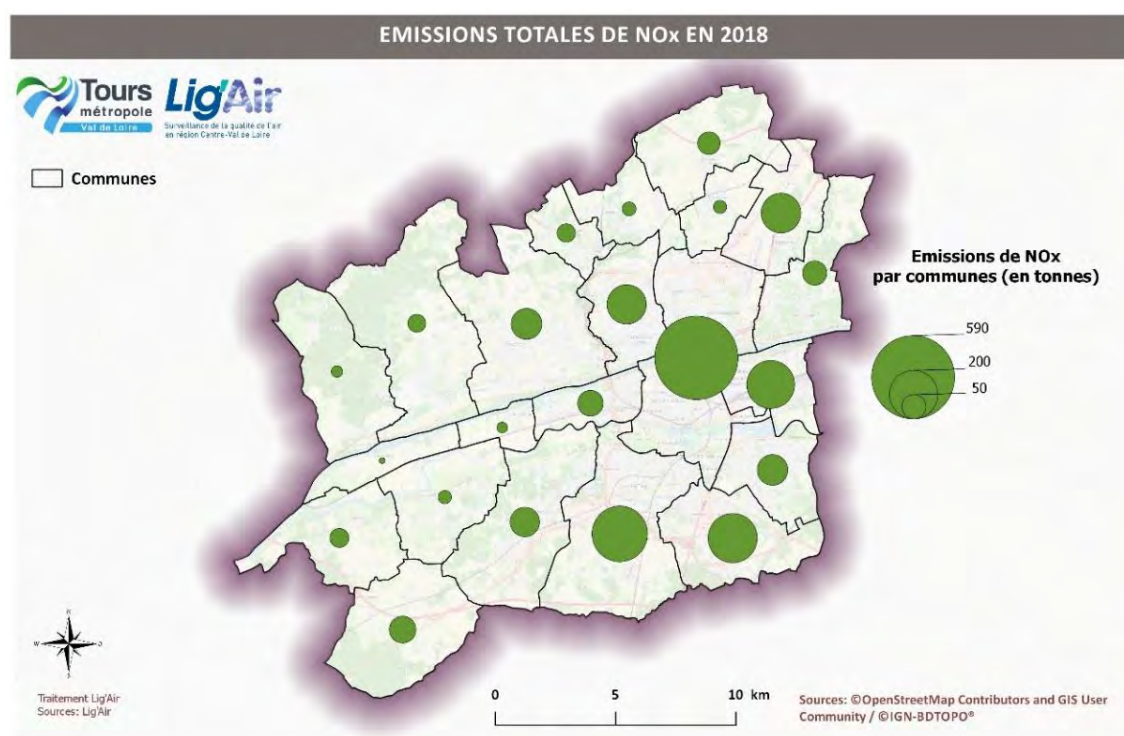 EMISSIONS TOTALES DE NOx EN 2018
Tours
métropole
Val de Loire
Lig'Air
Surveillance de la qualité de l'air
en région Centre-Val de Loire
Communes
Emissions de NOx
par communes (en tonnes)
590
200
50
N
W
S
Traitement Lig'Air
Sources: Lig'Air
0
5
10 km
Sources: ©OpenStreetMap Contributors and GIS User
Community / ©IGN-BDTOPO®